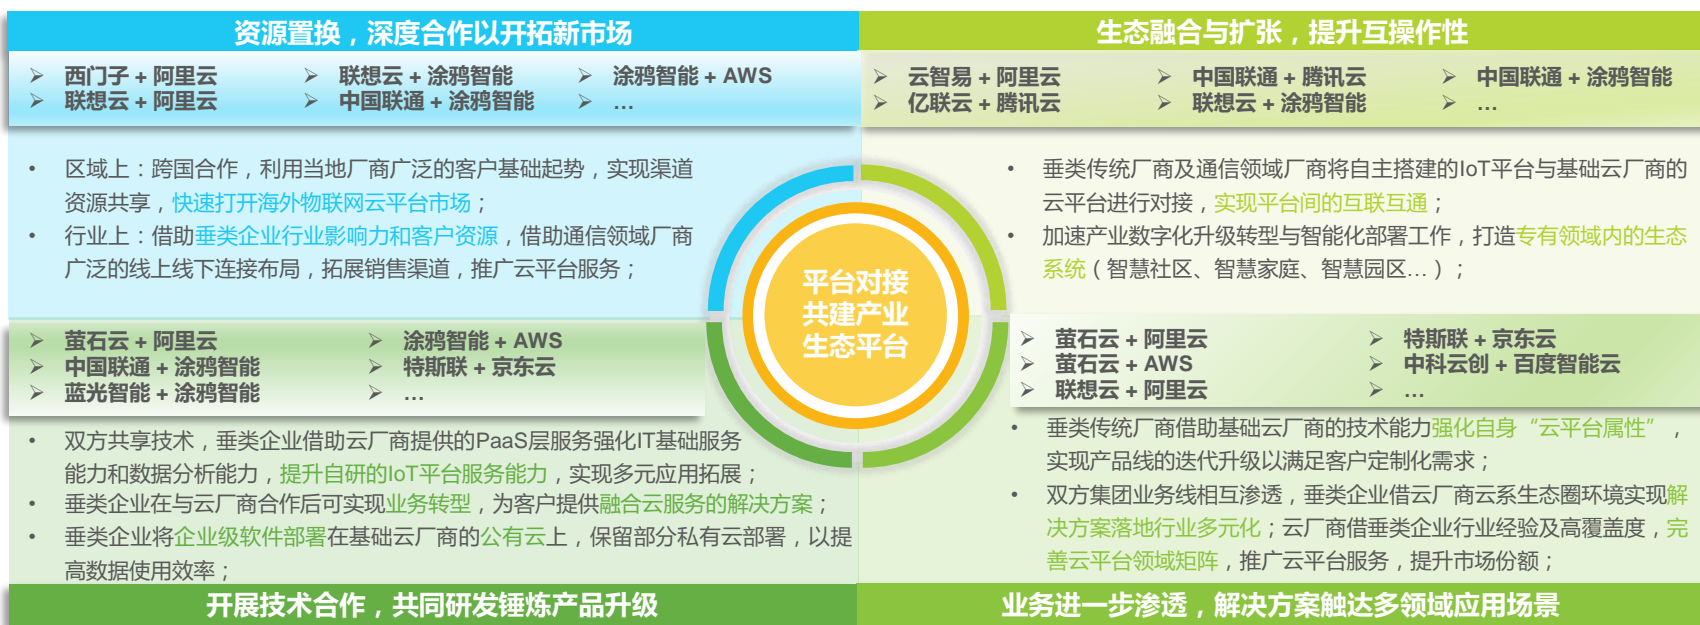 资源置换，深度合作以开拓新市场
➢ 西门子 + 阿里云
➢ 联想云 + 涂鸦智能
➢ 涂鸦智能 + AWS
➢ 联想云 + 阿里云
➢ 中国联通 + 涂鸦智能
➢ …
• 区域上：跨国合作，利用当地厂商广泛的客户基础起势，实现渠道
资源共享，快速打开海外物联网云平台市场；
• 行业上：借助垂类企业行业影响力和客户资源，借助通信领域厂商
广泛的线上线下连接布局，拓展销售渠道，推广云平台服务；
生态融合与扩张，提升互操作性
➢ 云智易 + 阿里云
➢ 中国联通 + 腾讯云
➢ 中国联通 + 涂鸦智能
➢ 亿联云 + 腾讯云
➢ 联想云 + 涂鸦智能
➢ …
• 垂类传统厂商及通信领域厂商将自主搭建的IoT平台与基础云厂商的
云平台进行对接，实现平台间的互联互通；
• 加速产业数字化升级转型与智能化部署工作，打造专有领域内的生态
系统（智慧社区、智慧家庭、智慧园区…）；
平台对接
共建产业
生态平台
➢ 萤石云 + 阿里云
➢ 涂鸦智能 + AWS
➢ 中国联通 + 涂鸦智能
➢ 特斯联 + 京东云
➢ 蓝光智能 + 涂鸦智能
➢ …
• 双方共享技术，垂类企业借助云厂商提供的PaaS层服务强化IT基础服务
能力和数据分析能力，提升自研的IoT平台服务能力，实现多元应用拓展；
• 垂类企业在与云厂商合作后可实现业务转型，为客户提供融合云服务的解决方案；
• 垂类企业将企业级软件部署在基础云厂商的公有云上，保留部分私有云部署，以提
高数据使用效率；
开展技术合作，共同研发锤炼产品升级
➢ 萤石云 + 阿里云
➢ 特斯联 + 京东云
➢ 萤石云 + AWS
➢ 中科云创 + 百度智能云
➢ 联想云 + 阿里云
➢ …
• 垂类传统厂商借助基础云厂商的技术能力强化自身“云平台属性”，
实现产品线的迭代升级以满足客户定制化需求；
• 双方集团业务线相互渗透，垂类企业借云厂商云系生态圈环境实现解
决方案落地行业多元化；云厂商借垂类企业行业经验及高覆盖度，完
善云平台领域矩阵，推广云平台服务，提升市场份额；
业务进一步渗透，解决方案触达多领域应用场景